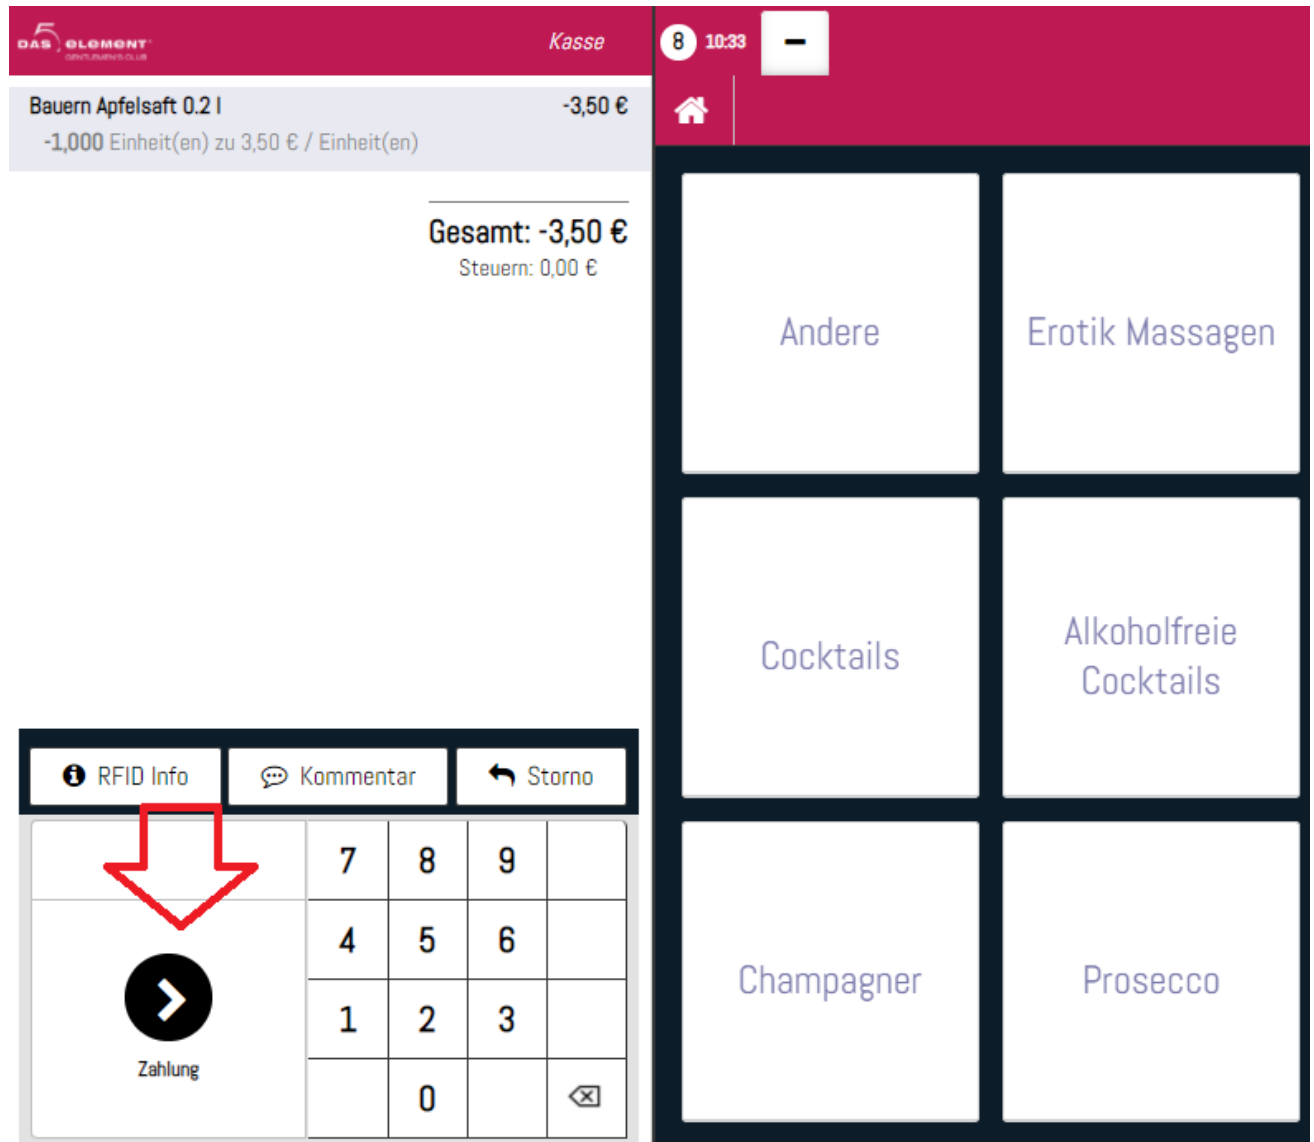 DAS 5 ELEMENT
GENTLEMEN'S CLUB
Kasse
8 10:33
Bauern Apfelsaft 0.2 l -3,50 €
-1,000 Einheit(en) zu 3,50 € / Einheit(en)
Gesamt: -3,50 €
Steuern: 0,00 €
RFID Info
Kommentar
Storno
7 8 9
4 5 6
1 2 3
0
Zahlung
Andere
Erotik Massagen
Cocktails
Alkoholfreie
Cocktails
Champagner
Prosecco